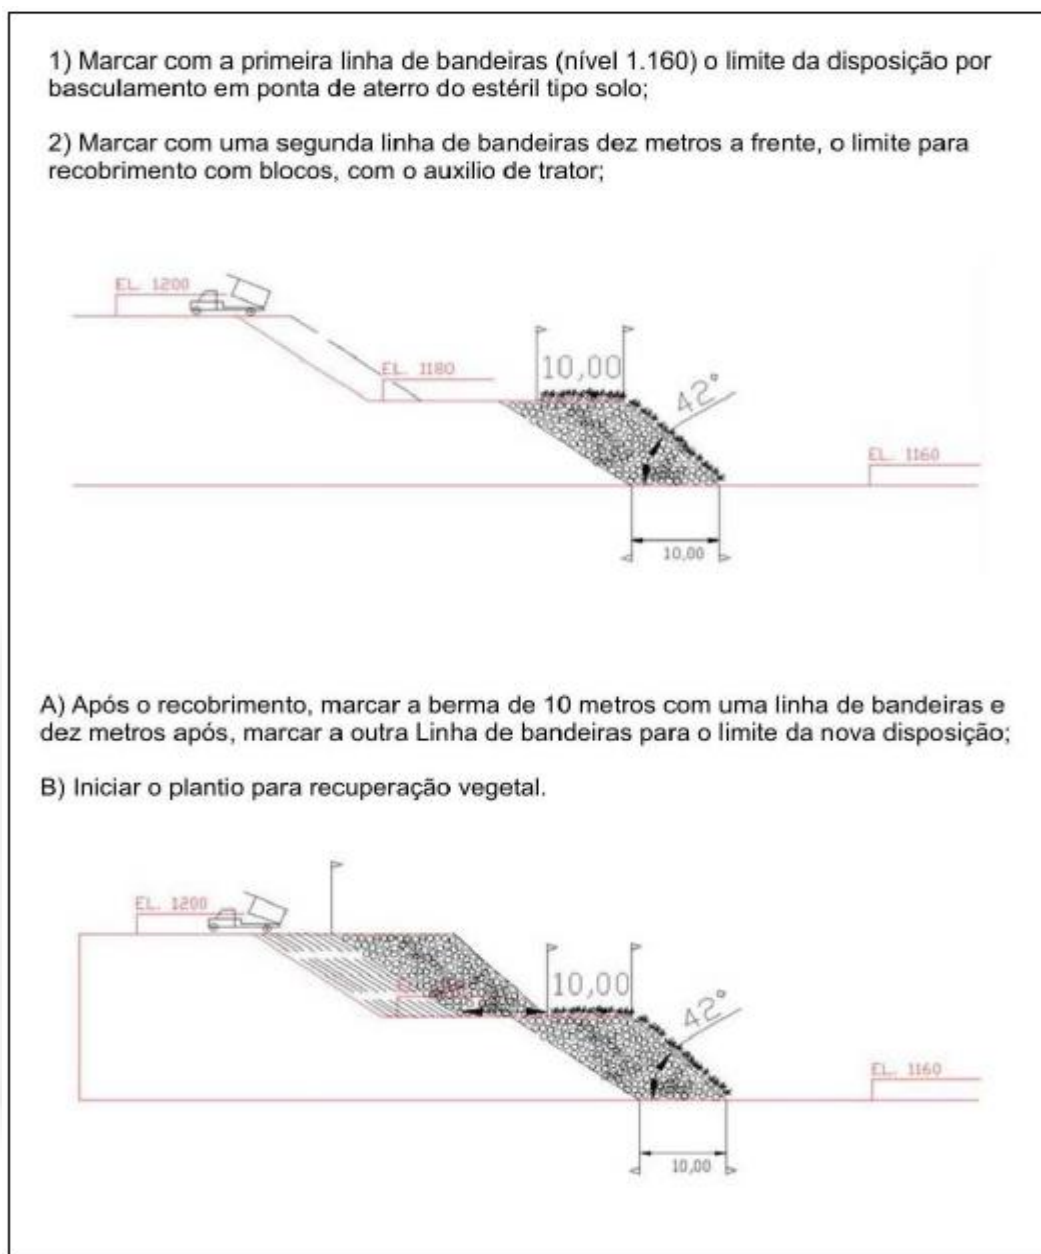 1) Marcar com a primeira linha de bandeiras (nível 1.160) o limite da disposição por
basculamento em ponta de aterro do estéril tipo solo;
2) Marcar com uma segunda linha de bandeiras dez metros a frente, o limite para
recobrimento com blocos, com o auxilio de trator;
EL. 1200
EL. 1180
10,00
42°
EL. 1160
10,00
A) Após o recobrimento, marcar a berma de 10 metros com uma linha de bandeiras e
dez metros após, marcar a outra Linha de bandeiras para o limite da nova disposição;
B) Iniciar o plantio para recuperação vegetal.
EL. 1200
10,00
42°
EL. 1160
10,00